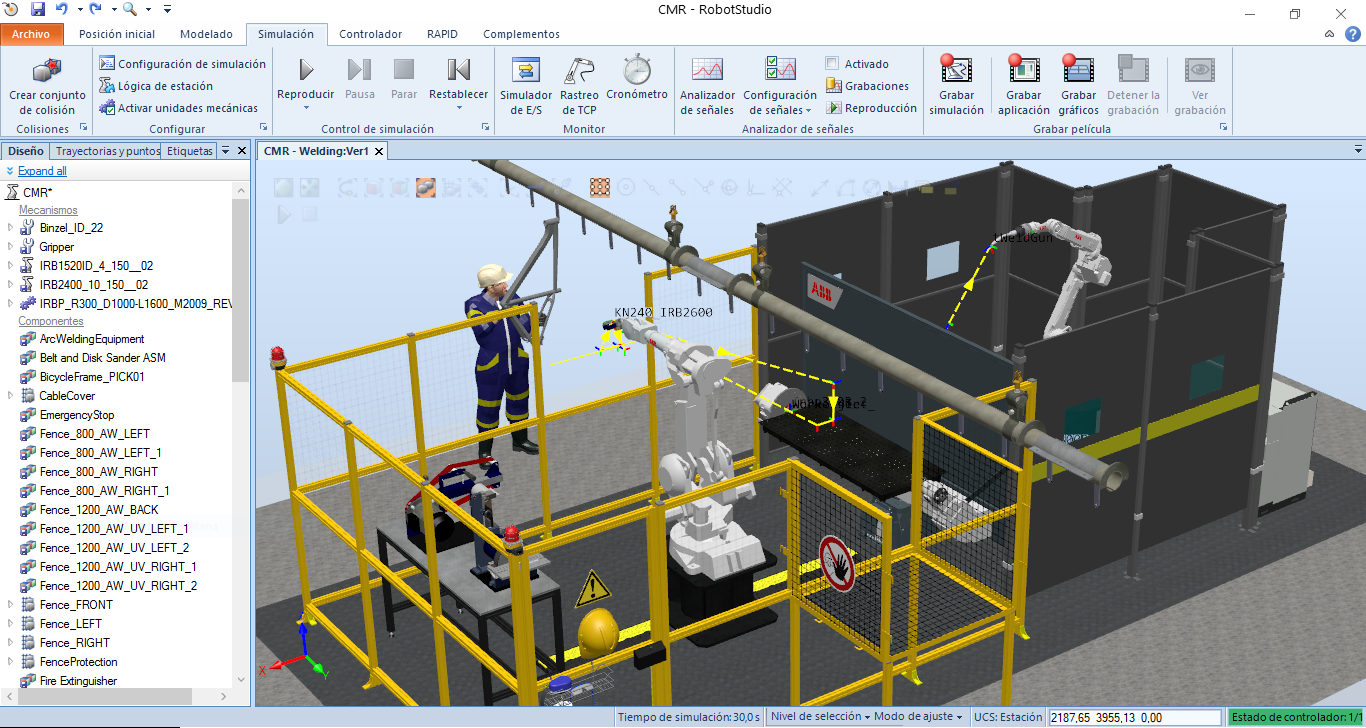 CMR - RobotStudio
Archivo
Posición inicial
Modelado
Simulación
Controlador
RAPID
Complementos
Crear conjunto
de colisión
Configuración de simulación
Lógica de estación
Activar unidades mecánicas
Reproducir
Pausa
Parar
Restablecer
Simulador
de E/S
Rastreo
de TCP
Cronómetro
Analizador
de señales
Configuración
de señales
Activado
Grabaciones
Reproducción
Grabar
simulación
Grabar
aplicación
Grabar
gráficos
Detener la
grabación
Ver
grabación
Colisiones
Configurar
Control de simulación
Monitor
Analizador de señales
Grabar película
Diseño
Trayectorias y puntos
Etiquetas
CMR - Welding:Ver1
Expand all
CMR*
Mecanismos
Binzel_ID_22
Gripper
IRB1520ID_4_150__02
IRB2400_10_150__02
IRBP_R300_D1000-L1600_M2009_REV
Componentes
ArcWeldingEquipment
Belt and Disk Sander ASM
BicycleFrame_PICK01
CableCover
EmergencyStop
Fence_800_AW_LEFT
Fence_800_AW_LEFT_1
Fence_800_AW_RIGHT
Fence_800_AW_RIGHT_1
Fence_1200_AW_BACK
Fence_1200_AW_UV_LEFT_1
Fence_1200_AW_UV_LEFT_2
Fence_1200_AW_UV_RIGHT_1
Fence_1200_AW_UV_RIGHT_2
Fence_FRONT
Fence_LEFT
Fence_RIGHT
FenceProtection
Fire Extinguisher
tWeldGun
ABB
KN240_IRB2600
X
Y
Tiempo de simulación: 30,0 s
Nivel de selección
Modo de ajuste
UCS: Estación
2187,65 3955,13 0,00
Estado de controlador: 1/1